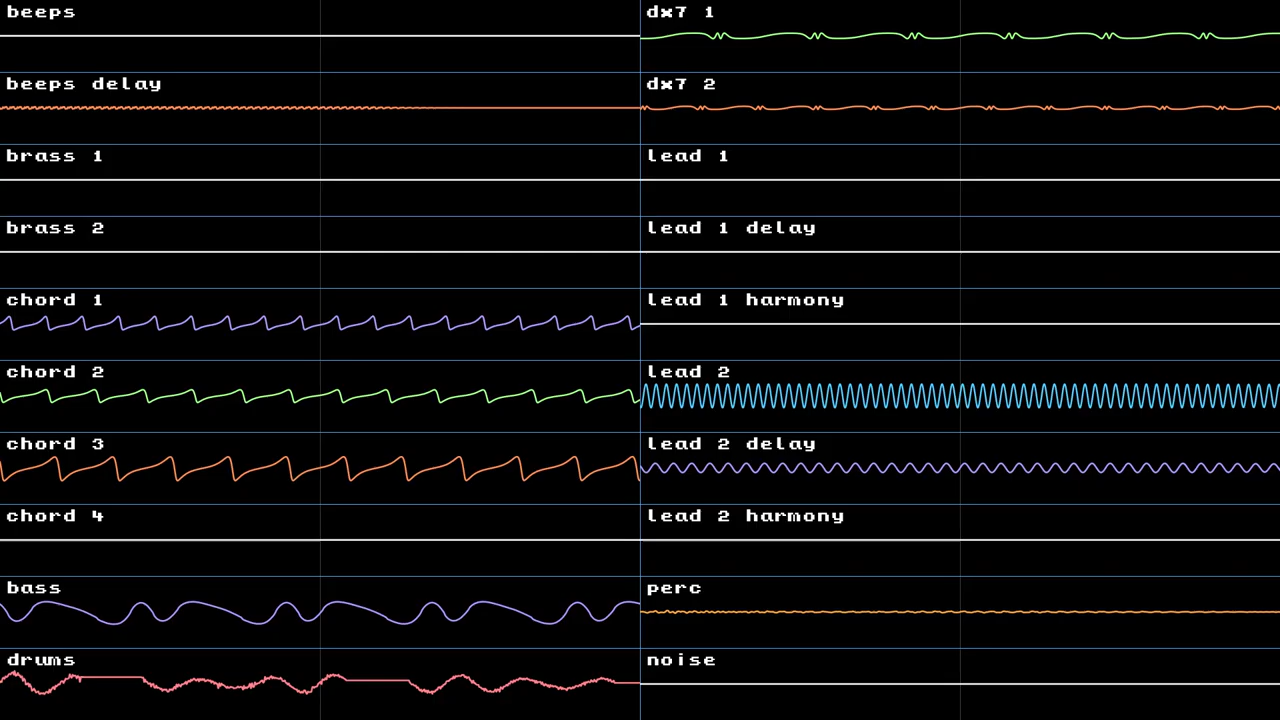 beeps
beeps delay
brass 1
brass 2
chord 1
chord 2
chord 3
chord 4
bass
drums
dx7 1
dx7 2
lead 1
lead 1 delay
lead 1 harmony
lead 2
lead 2 delay
lead 2 harmony
perc
noise